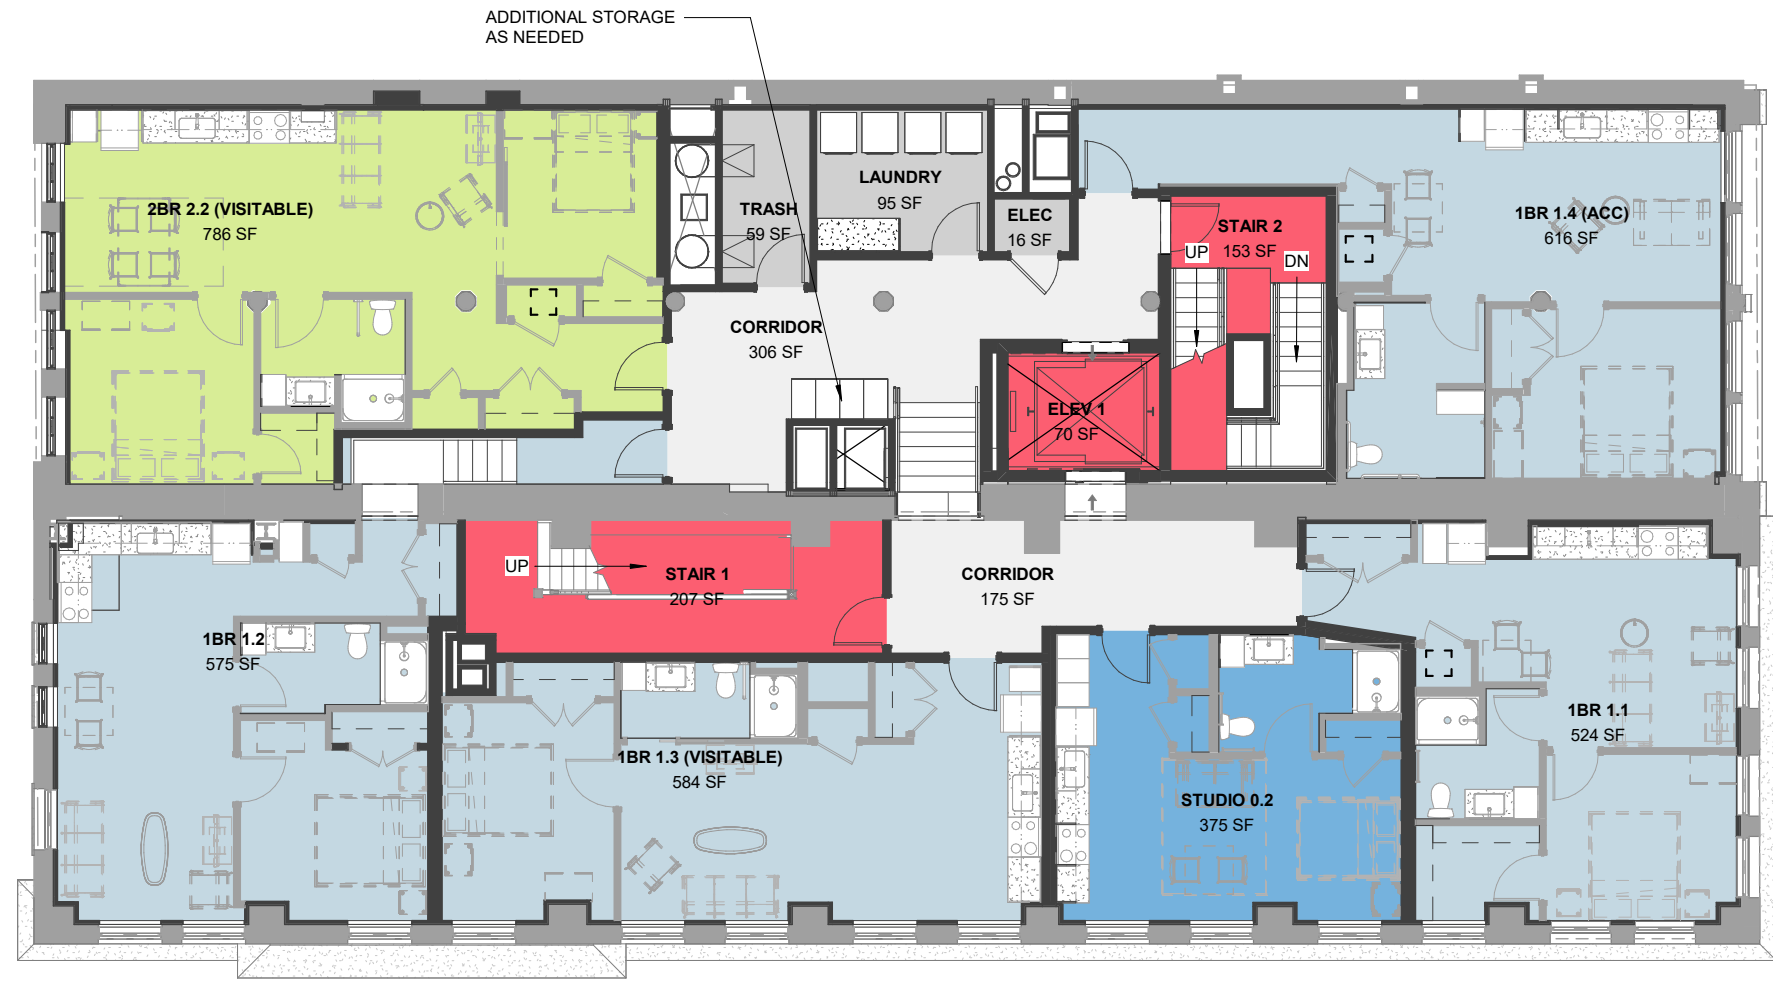 ADDITIONAL STORAGE
AS NEEDED
2BR 2.2 (VISITABLE)
786 SF
TRASH
59 SF
LAUNDRY
95 SF
ELEC
16 SF
STAIR 2
153 SF
UP
DN
1BR 1.4 (ACC)
616 SF
CORRIDOR
306 SF
ELEV 1
70 SF
UP
STAIR 1
207 SF
CORRIDOR
175 SF
1BR 1.2
575 SF
1BR 1.3 (VISITABLE)
584 SF
STUDIO 0.2
375 SF
1BR 1.1
524 SF